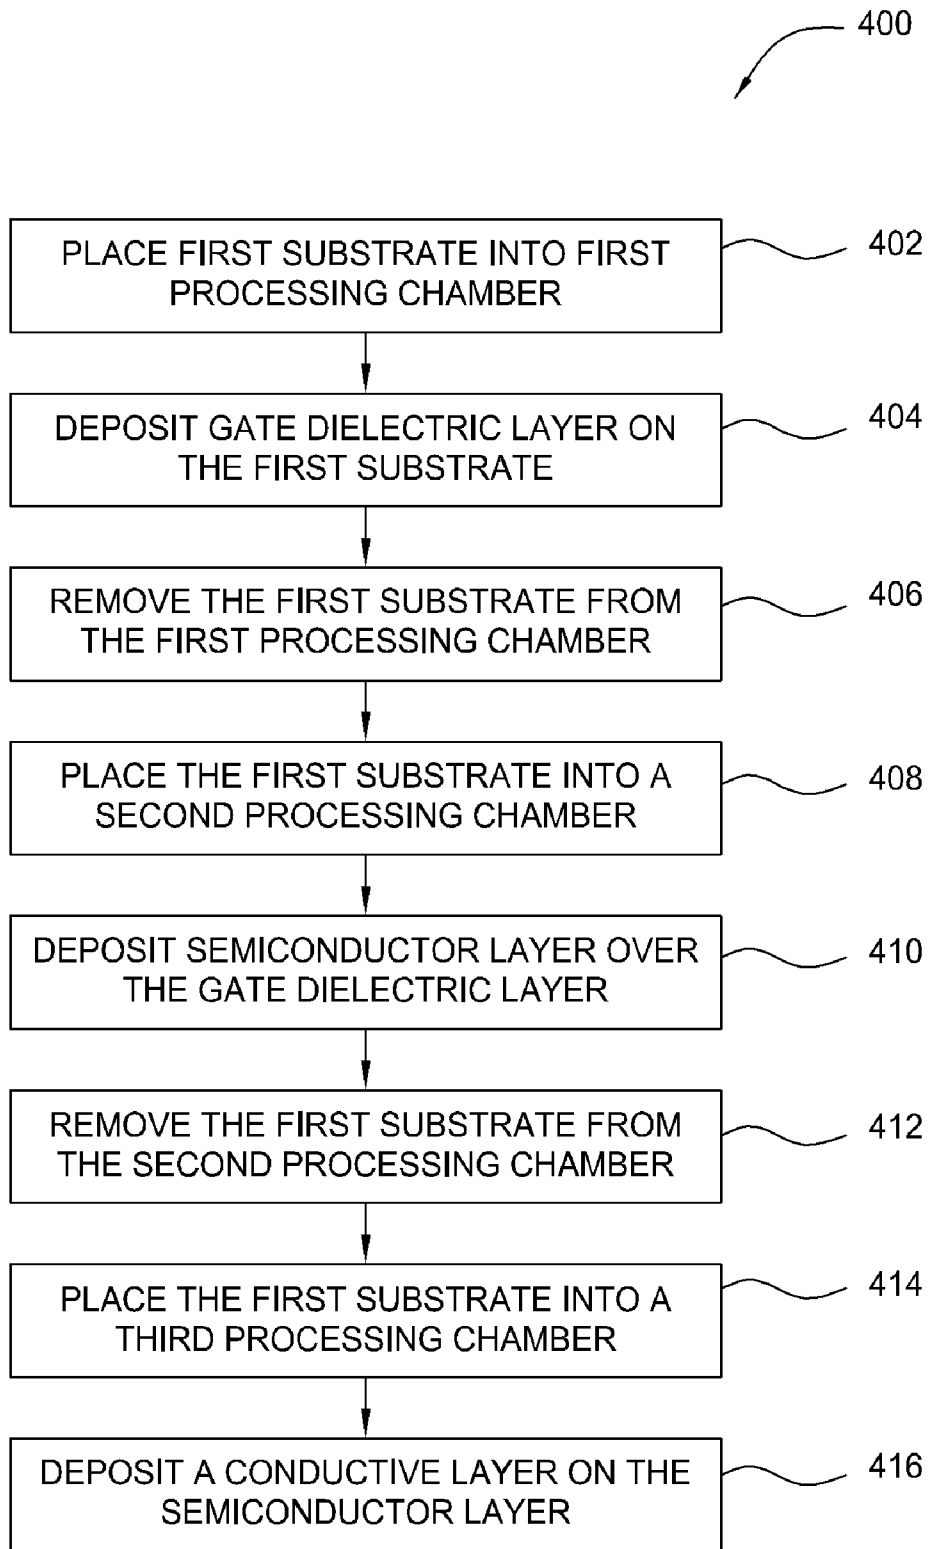 400
PLACE FIRST SUBSTRATE INTO FIRST
PROCESSING CHAMBER
402
DEPOSIT GATE DIELECTRIC LAYER ON
THE FIRST SUBSTRATE
404
REMOVE THE FIRST SUBSTRATE FROM
THE FIRST PROCESSING CHAMBER
406
PLACE THE FIRST SUBSTRATE INTO A
SECOND PROCESSING CHAMBER
408
DEPOSIT SEMICONDUCTOR LAYER OVER
THE GATE DIELECTRIC LAYER
410
REMOVE THE FIRST SUBSTRATE FROM
THE SECOND PROCESSING CHAMBER
412
PLACE THE FIRST SUBSTRATE INTO A
THIRD PROCESSING CHAMBER
414
DEPOSIT A CONDUCTIVE LAYER ON THE
SEMICONDUCTOR LAYER
416